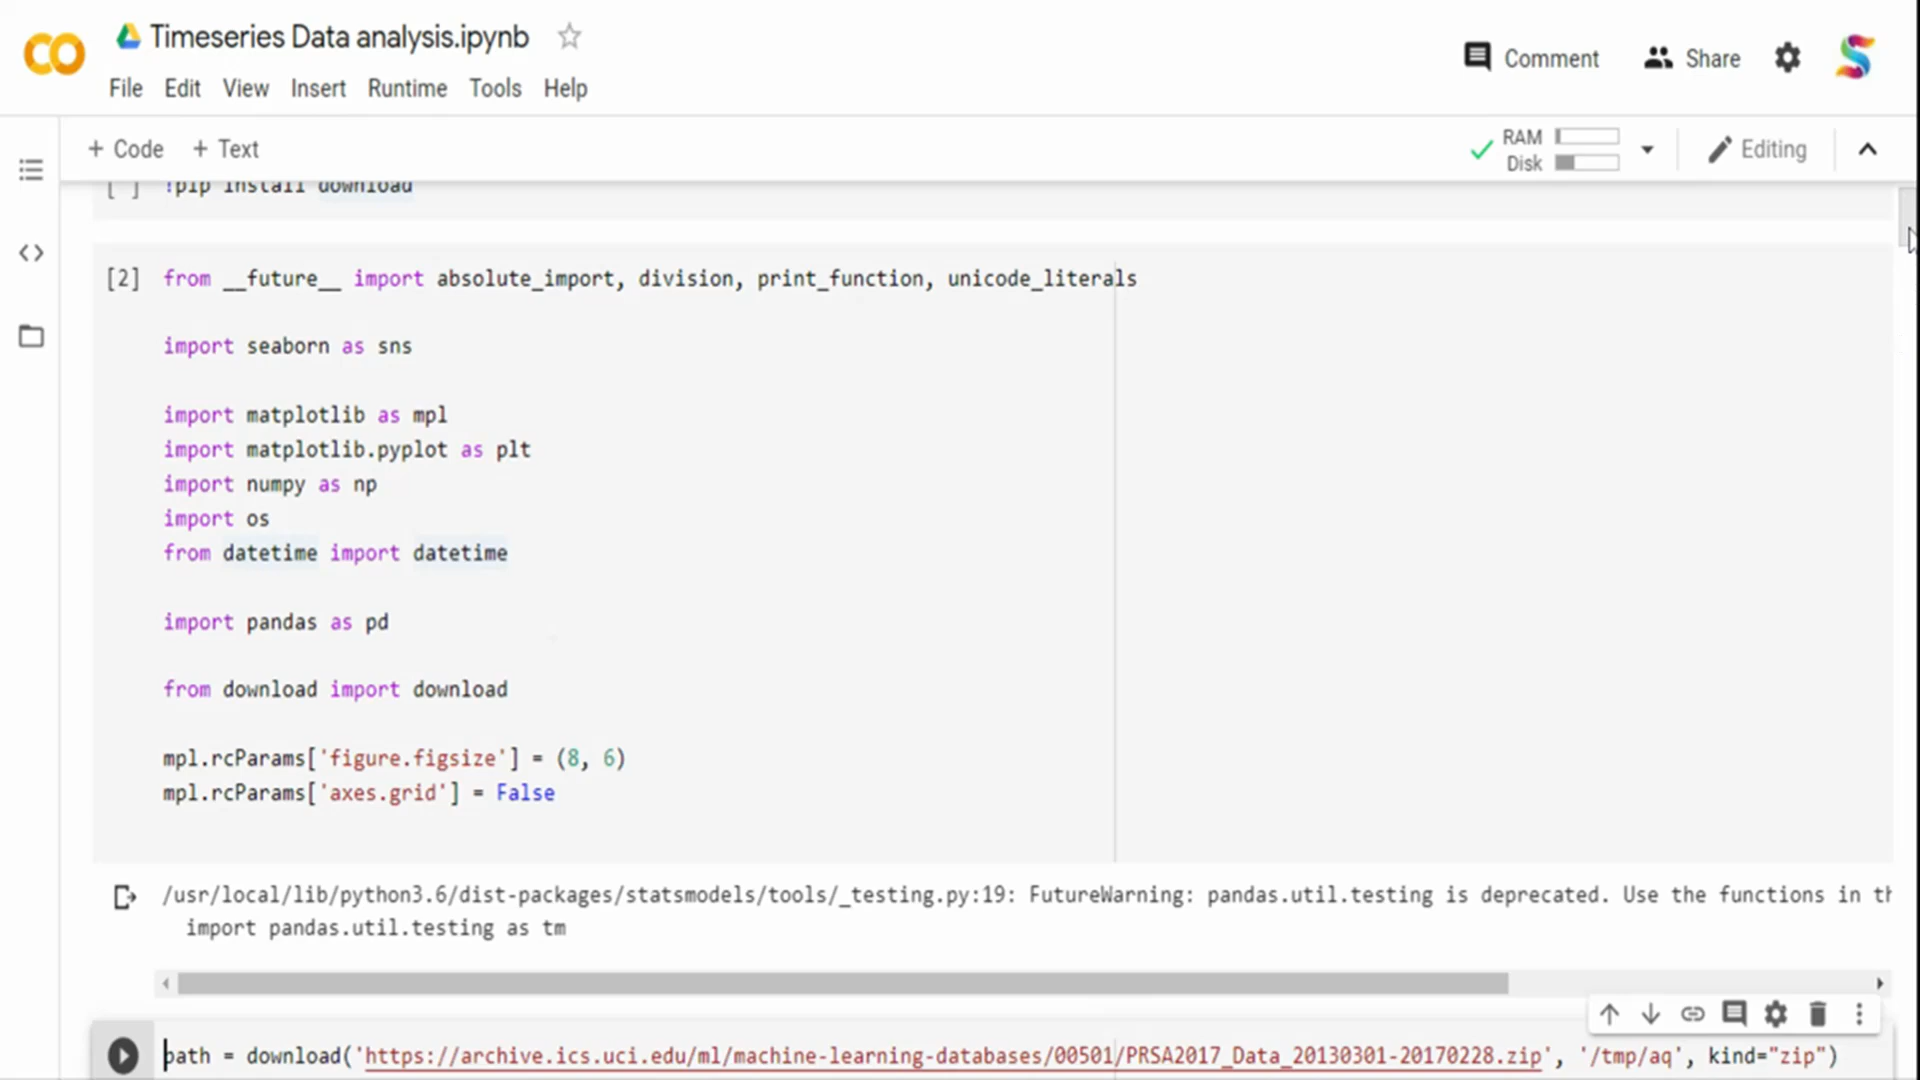 Timeseries Data analysis.ipynb
Comment
Share
File Edit View Insert Runtime Tools Help
+ Code + Text
RAM
Disk
Editing
[ ] !pip install download
[2] from __future__ import absolute_import, division, print_function, unicode_literals
import seaborn as sns
import matplotlib as mpl
import matplotlib.pyplot as plt
import numpy as np
import os
from datetime import datetime
import pandas as pd
from download import download
mpl.rcParams['figure.figsize'] = (8, 6)
mpl.rcParams['axes.grid'] = False
/usr/local/lib/python3.6/dist-packages/statsmodels/tools/_testing.py:19: FutureWarning: pandas.util.testing is deprecated. Use the functions in th
import pandas.util.testing as tm
path = download('https://archive.ics.uci.edu/ml/machine-learning-databases/00501/PRSA2017_Data_20130301-20170228.zip', '/tmp/aq', kind="zip")